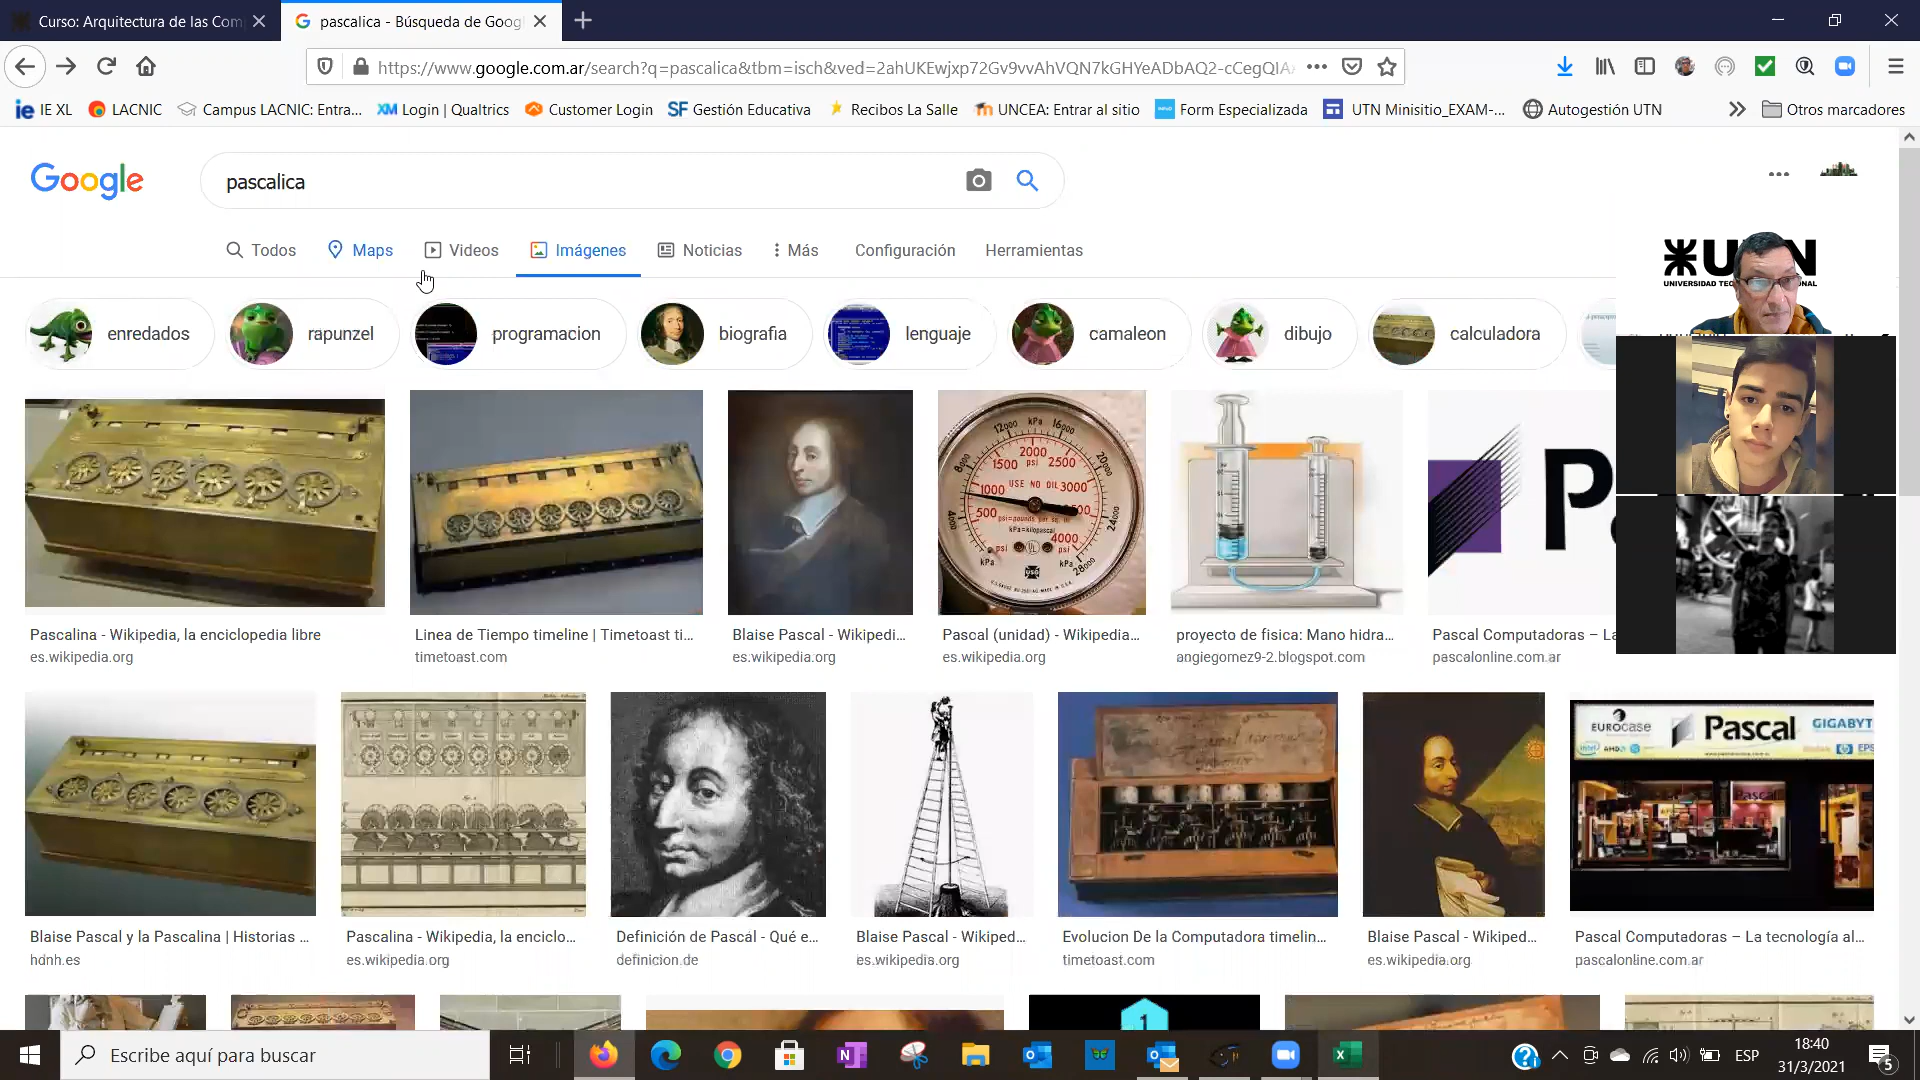 Curso: Arquitectura de las Com
pascalica - Búsqueda de Goog
https://www.google.com.ar/search?q=pascalica&tbm=isch&ved=2ahUKEwjxp72Gv9vvAhVQN7kGHYeADbAQ2-cCegQIA
IE XL
LACNIC
Campus LACNIC: Entra...
XM Login | Qualtrics
Customer Login
SF Gestión Educativa
Recibos La Salle
UNCEA: Entrar al sitio
Form Especializada
UTN Minisitio_EXAM-...
Autogestión UTN
Otros marcadores
Google
pascalica
Todos
Maps
Videos
Imágenes
Noticias
Más
Configuración
Herramientas
enredados
rapunzel
programacion
biografia
lenguaje
camaleon
dibujo
calculadora
Pascalina - Wikipedia, la enciclopedia libre
es.wikipedia.org
Linea de Tiempo timeline | Timetoast ti...
timetoast.com
Blaise Pascal - Wikipedi...
es.wikipedia.org
USE NO OIL
Pascal (unidad) - Wikipedia...
es.wikipedia.org
proyecto de fisica: Mano hidra...
angiegomez9-2.blogspot.com
Pascal Computadoras – La
pascalonline.com.ar
Blaise Pascal y la Pascalina | Historias ...
hdnh.es
Pascalina - Wikipedia, la enciclo...
es.wikipedia.org
Definición de Pascál - Qué e...
definicion.de
Blaise Pascal - Wikiped...
es.wikipedia.org
Evolucion De la Computadora timelin...
timetoast.com
Blaise Pascal - Wikiped...
es.wikipedia.org
EUROCASE
Pascal
GIGABYT
Pascal Computadoras – La tecnología al...
pascalonline.com.ar
Escribe aquí para buscar
ESP
18:40
31/3/2021
5